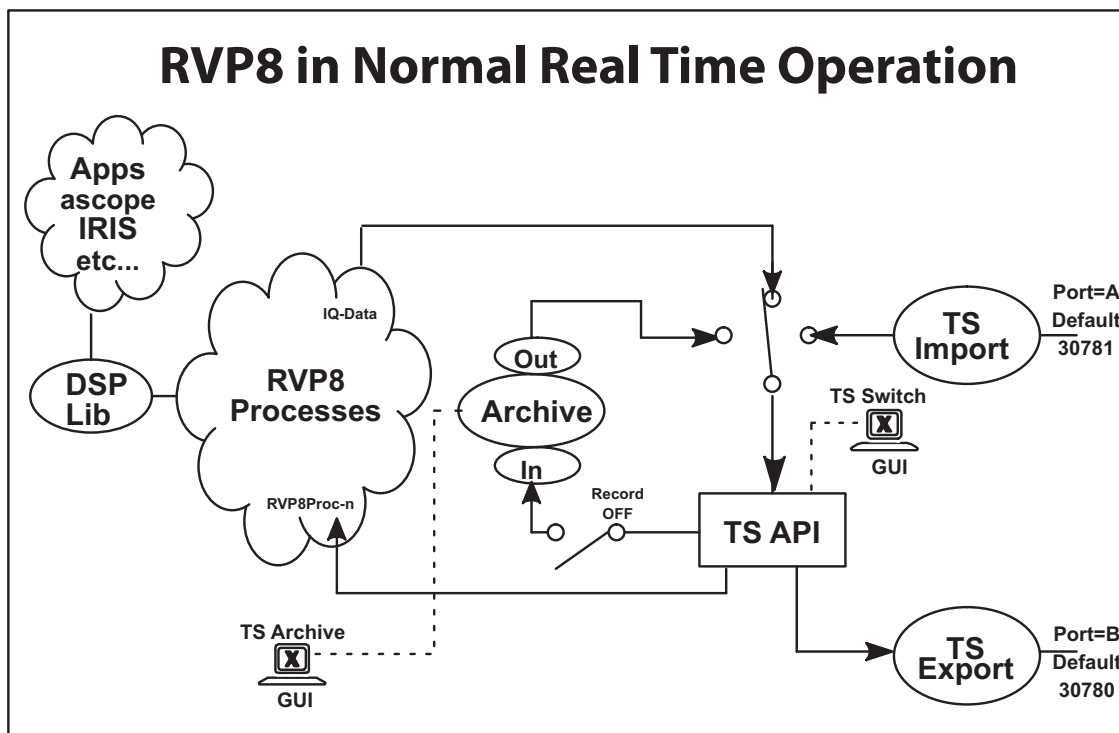 RVP8 in Normal Real Time Operation
Apps
ascope
IRIS
etc...
DSP
Lib
IQ-Data
RVP8
Processes
RVP8Proc-n
Out
Archive
In
Record
OFF
TS
Import
Port=A
Default
30781
TS Switch
X
GUI
TS API
TS Archive
X
GUI
TS
Export
Port=B
Default
30780